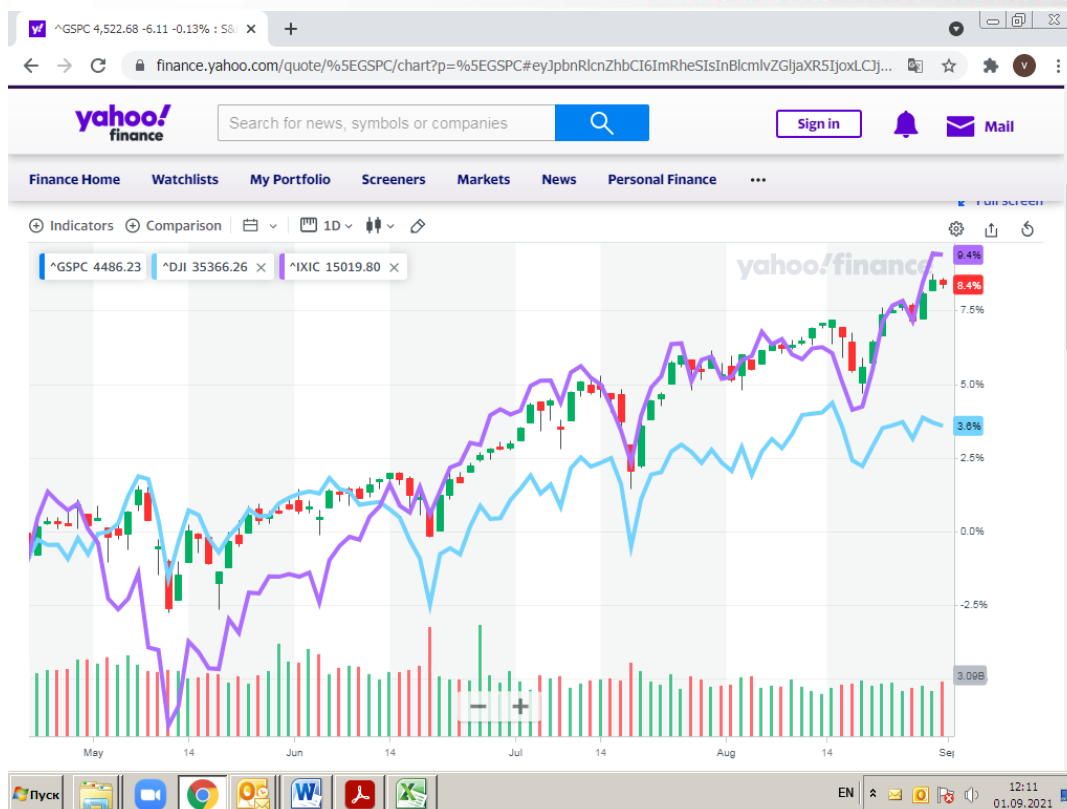 ^GSPC 4,522.68 -6.11 -0.13% : S&
finance.yahoo.com/quote/%5EGSPC/chart?p=%5EGSPC#eyJpbnRlcnZhbCI6ImRheSIsInBlcmlvZGljaXR5IjoxLCJj...
V
yahoo!
finance
Search for news, symbols or companies
Sign in
Mail
Finance Home Watchlists My Portfolio Screeners Markets News Personal Finance ...
Full screen
Indicators Comparison 1D
^GSPC 4486.23 ^DJI 35366.26 ^IXIC 15019.80
yahoo!finance
9.4%
8.4%
7.5%
5.0%
3.6%
2.5%
0.0%
-2.5%
3.09B
May 14 Jun 14 Jul 14 Aug 14 Sep
Пуск
EN
12:11
01.09.2021